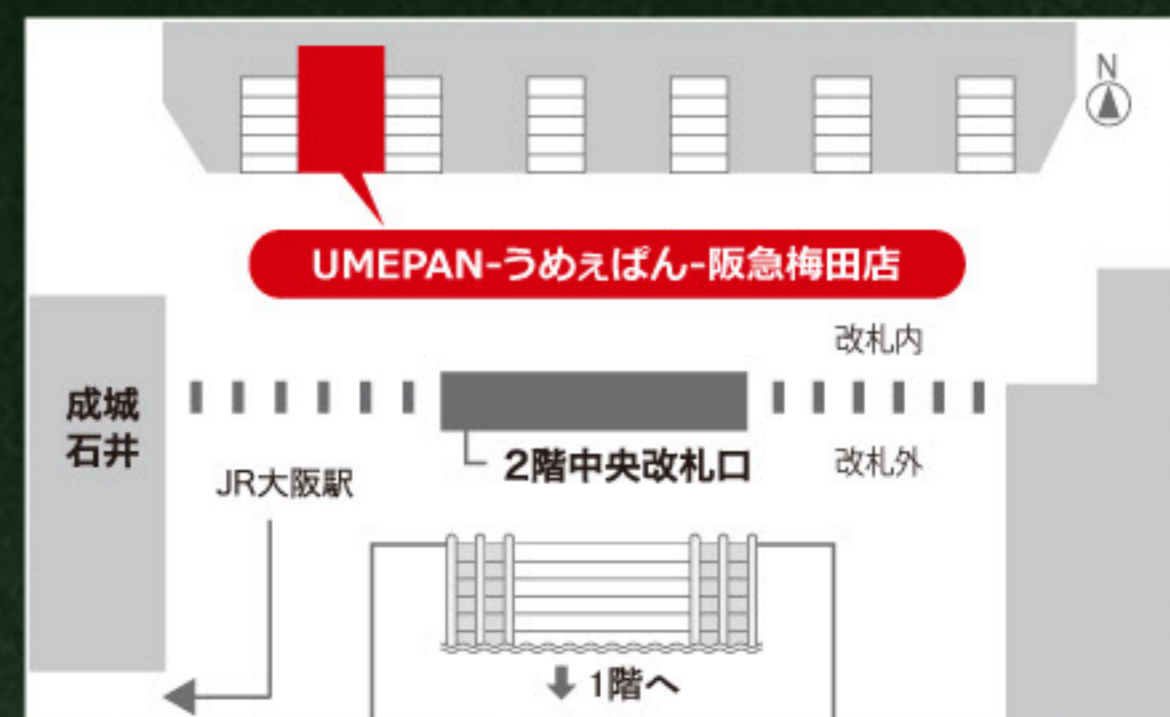 N
UMEPAN-うめぇぱん-阪急梅田店
改札内
成城
石井
2階中央改札口
改札外
JR大阪駅
1階へ